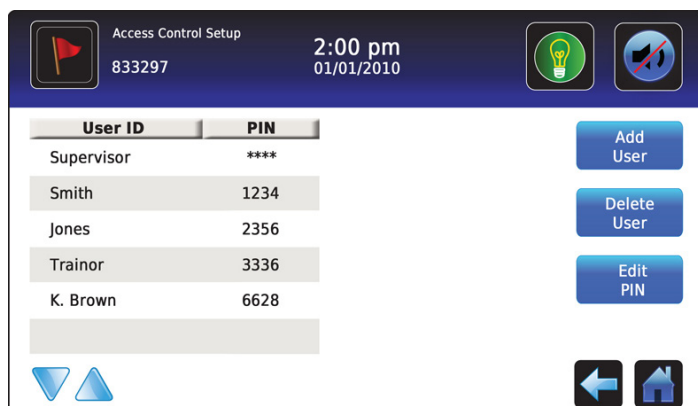 Access Control Setup
833297
2:00 pm
01/01/2010
User ID PIN
Supervisor ****
Smith 1234
Jones 2356
Trainor 3336
K. Brown 6628
Add
User
Delete
User
Edit
PIN